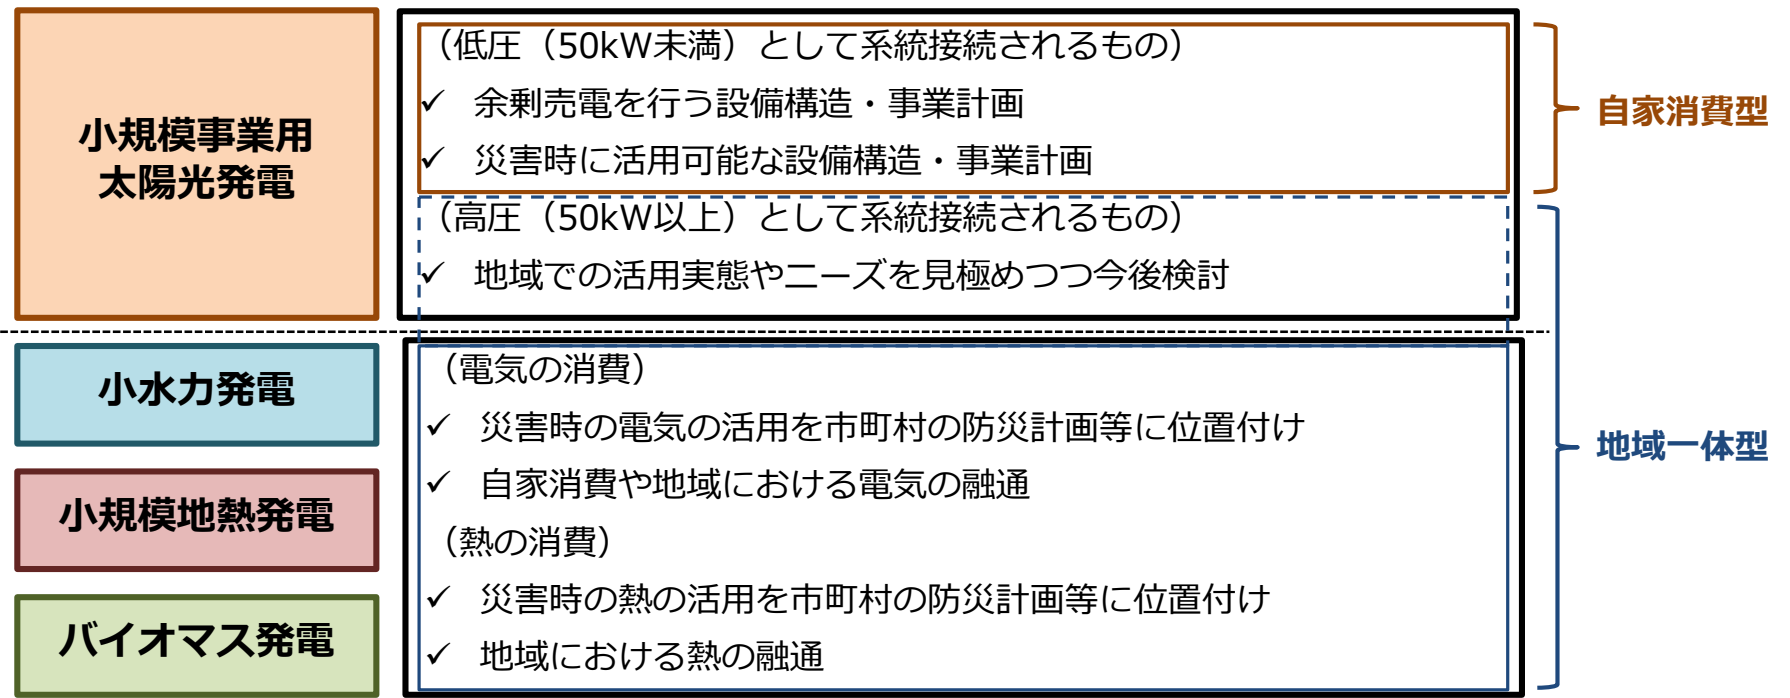 小規模事業用
太陽光発電
（低圧（50kW未満）として系統接続されるもの）
✓ 余剰売電を行う設備構造・事業計画
✓ 災害時に活用可能な設備構造・事業計画
自家消費型
（高圧（50kW以上）として系統接続されるもの）
✓ 地域での活用実態やニーズを見極めつつ今後検討
小水力発電
小規模地熱発電
バイオマス発電
（電気の消費）
✓ 災害時の電気の活用を市町村の防災計画等に位置付け
✓ 自家消費や地域における電気の融通
（熱の消費）
✓ 災害時の熱の活用を市町村の防災計画等に位置付け
✓ 地域における熱の融通
地域一体型